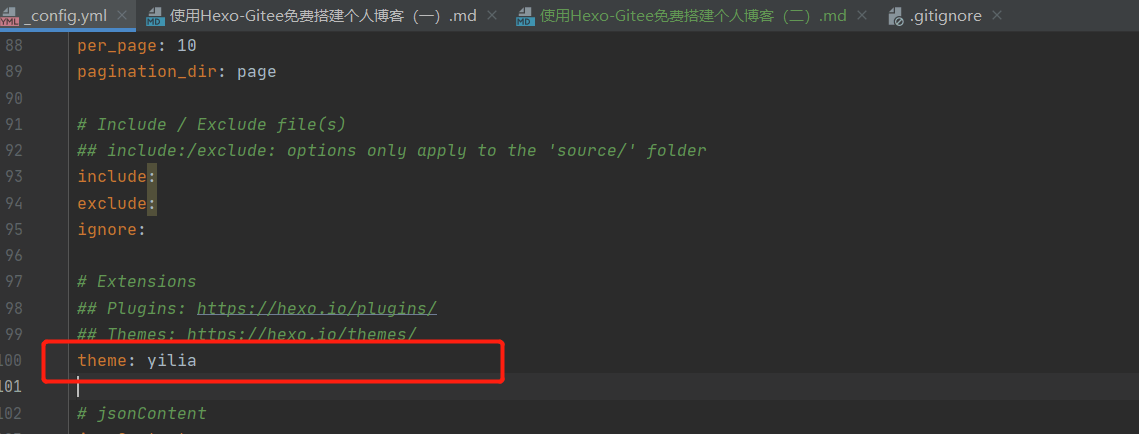 _config.yml
使用Hexo-Gitee免费搭建个人博客（一）.md
使用Hexo-Gitee免费搭建个人博客（二）.md
.gitignore
88 per_page: 10
89 pagination_dir: page
90
91 # Include / Exclude file(s)
92 ## include:/exclude: options only apply to the 'source/' folder
93 include:
94 exclude:
95 ignore:
96
97 # Extensions
98 ## Plugins: https://hexo.io/plugins/
99 ## Themes: https://hexo.io/themes/
100 theme: yilia
101
102 # jsonContent